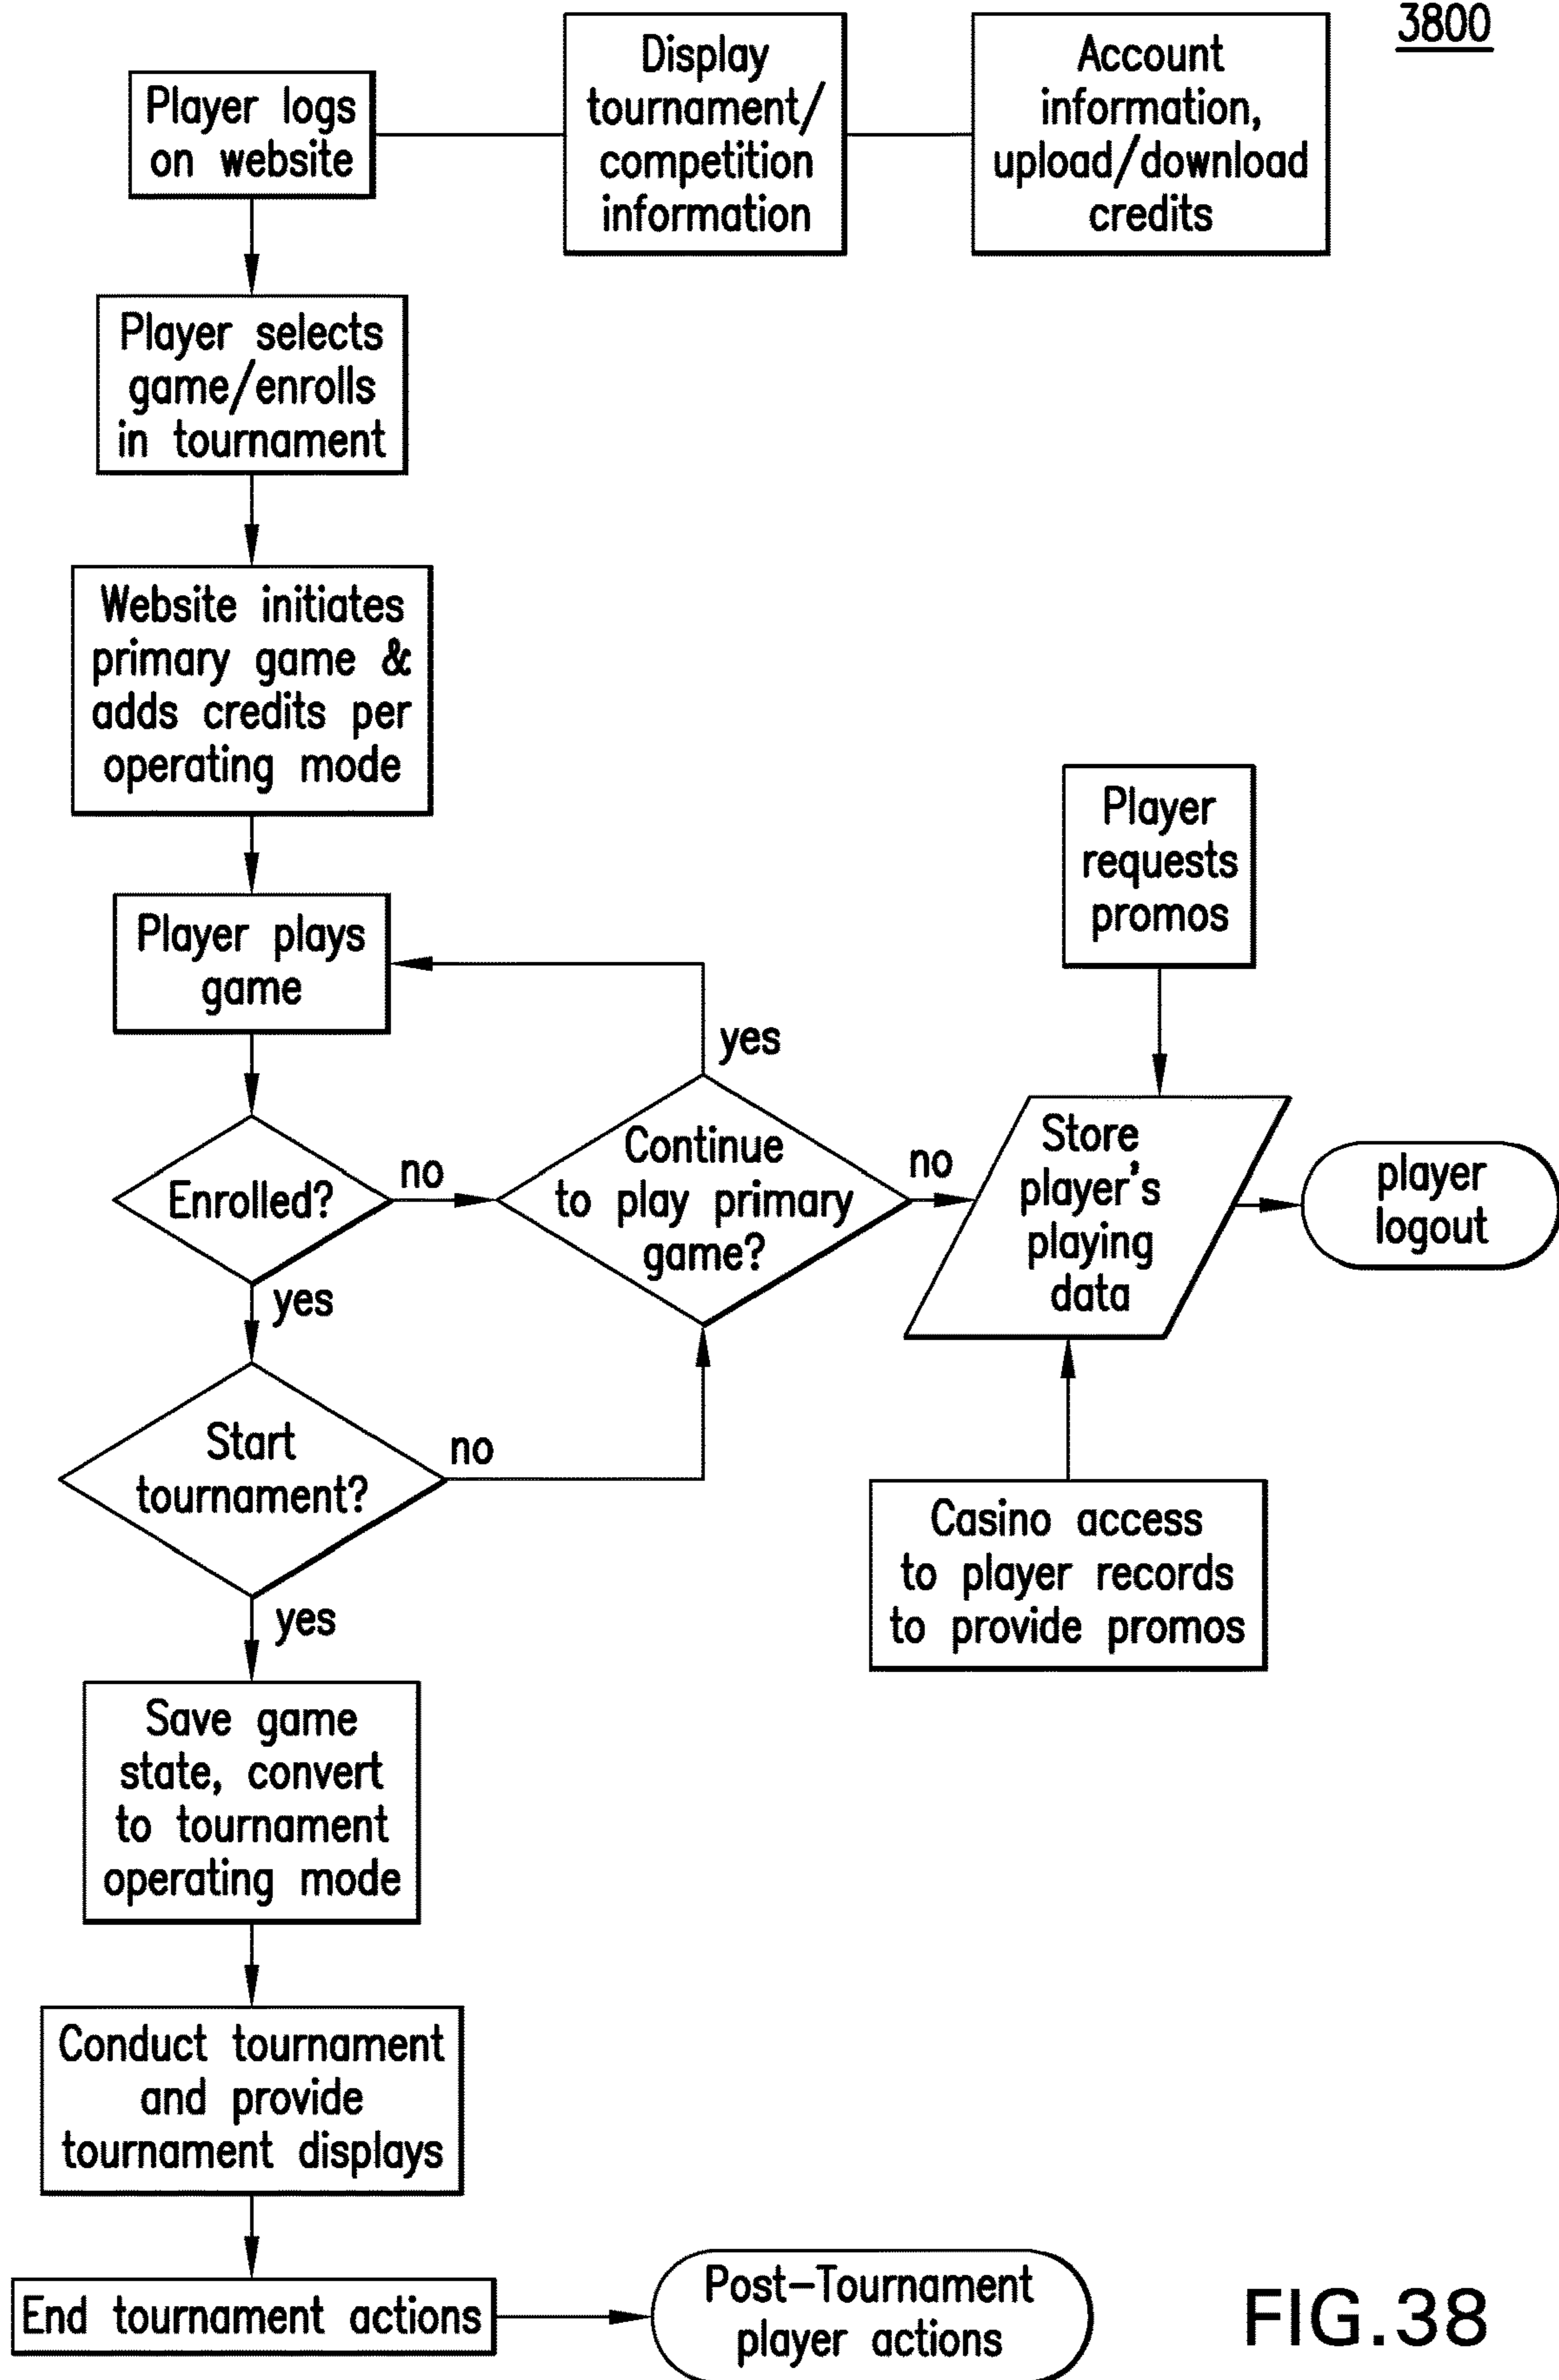 3800
Player logs
on website
Display
tournament/
competition
information
Account
information,
upload/download
credits
Player selects
game/enrolls
in tournament
Website initiates
primary game &
adds credits per
operating mode
Player plays
game
Player
requests
promos
yes
Enrolled?
no
Continue
to play primary
game?
no
Store
player's
playing
data
player
logout
yes
Start
tournament?
no
Casino access
to player records
to provide promos
yes
Save game
state, convert
to tournament
operating mode
Conduct tournament
and provide
tournament displays
End tournament actions
Post-Tournament
player actions
FIG.38